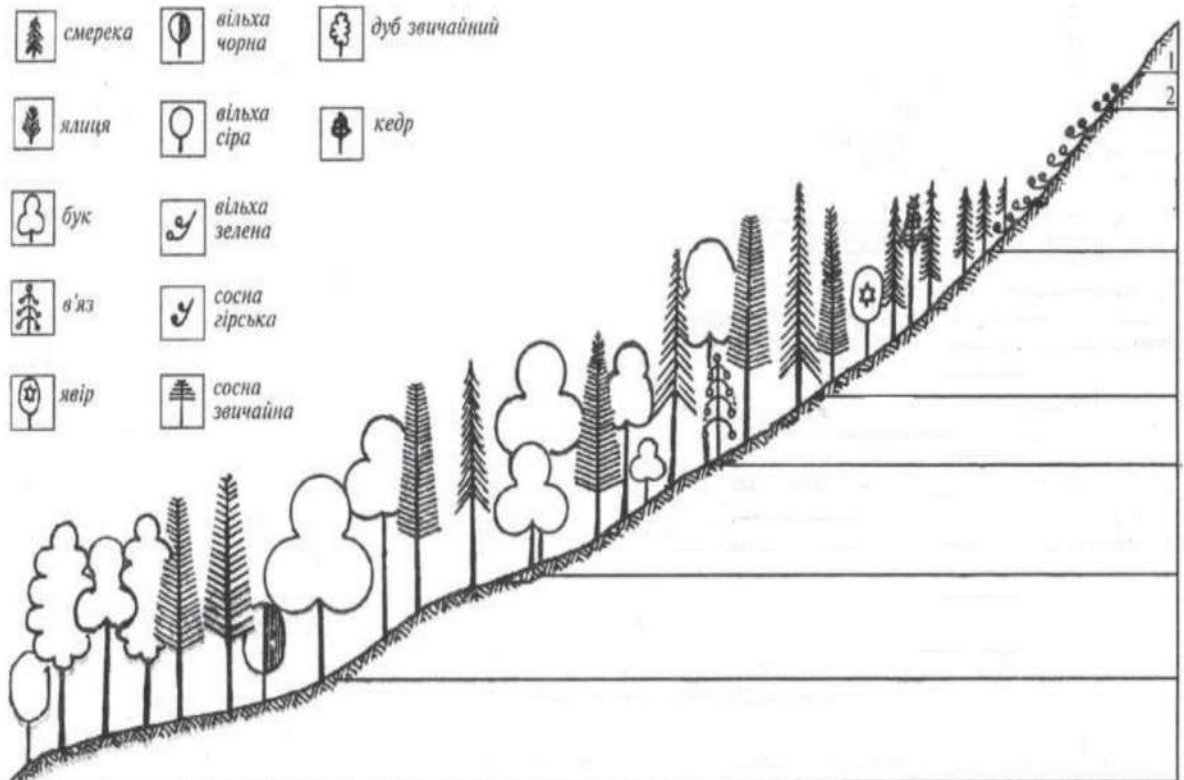 смерека
ялиця
бук
в'яз
явір
вільха
чорна
вільха
сіра
вільха
зелена
сосна
гірська
сосна
звичайна
дуб звичайний
кедр
1
2